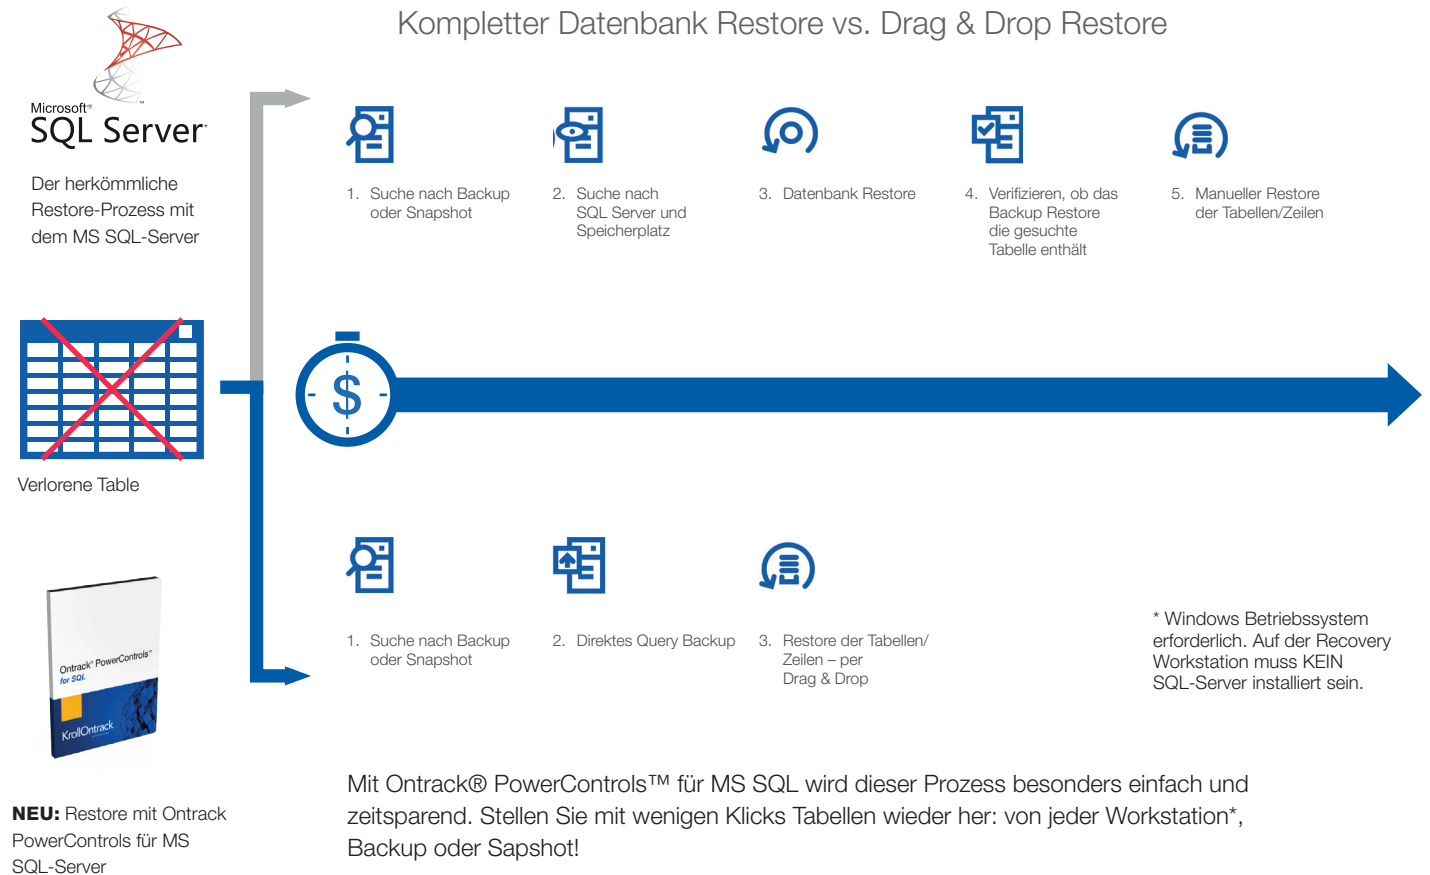 Kompletter Datenbank Restore vs. Drag & Drop Restore
Microsoft®
SQL Server®
Der herkömmliche
Restore-Prozess mit
dem MS SQL-Server
1. Suche nach Backup
oder Snapshot
2. Suche nach
SQL Server und
Speicherplatz
3. Datenbank Restore
4. Verifizieren, ob das
Backup Restore
die gesuchte
Tabelle enthält
5. Manueller Restore
der Tabellen/Zeilen
$
Verlorene Table
1. Suche nach Backup
oder Snapshot
2. Direktes Query Backup
3. Restore der Tabellen/
Zeilen – per
Drag & Drop
* Windows Betriebssystem
erforderlich. Auf der Recovery
Workstation muss KEIN
SQL-Server installiert sein.
Ontrack® PowerControls™
for SQL
KrollOntrack
NEU: Restore mit Ontrack
PowerControls für MS
SQL-Server
Mit Ontrack® PowerControls™ für MS SQL wird dieser Prozess besonders einfach und
zeitsparend. Stellen Sie mit wenigen Klicks Tabellen wieder her: von jeder Workstation*,
Backup oder Sapshot!